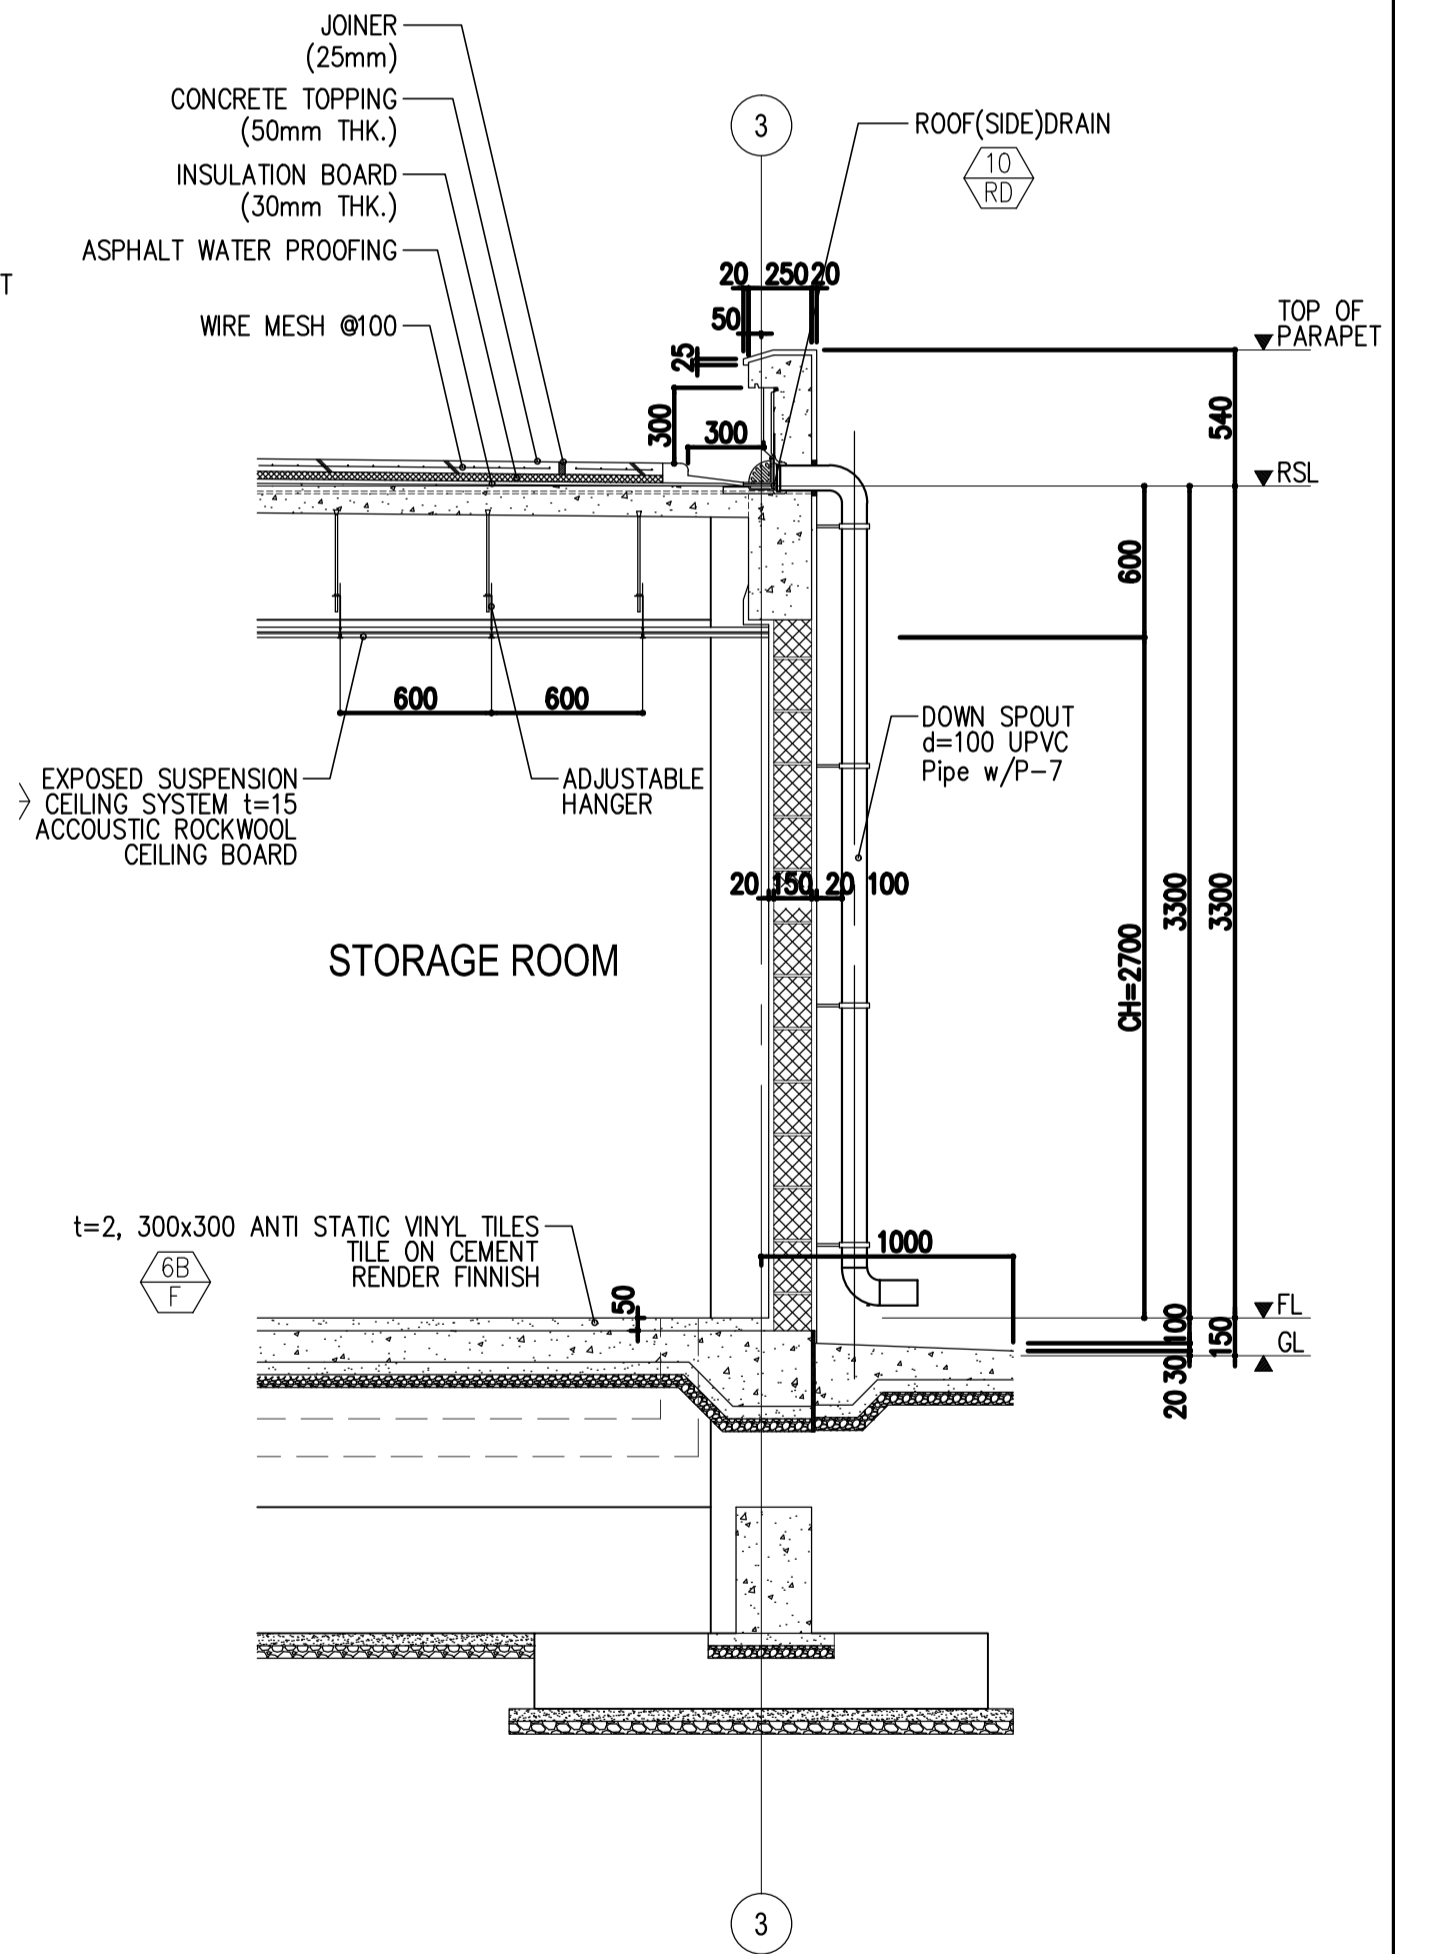 JOINER
(25mm)
CONCRETE TOPPING
(50mm THK.)
INSULATION BOARD
(30mm THK.)
ASPHALT WATER PROOFING
T
WIRE MESH @100
3
ROOF(SIDE)DRAIN
10
RD
20 250 20
50
25
300
300
TOP OF
PARAPET
540
RSL
600
600 600
EXPOSED SUSPENSION
CEILING SYSTEM t=15
ACCOUSTIC ROCKWOOL
CEILING BOARD
ADJUSTABLE
HANGER
DOWN SPOUT
d=100 UPVC
Pipe w/P-7
20 150 20 100
STORAGE ROOM
CH=2700
3300
3300
t=2, 300x300 ANTI STATIC VINYL TILES
TILE ON CEMENT
RENDER FINNISH
6B
F
50
1000
FL
GL
100
30
20
150
3